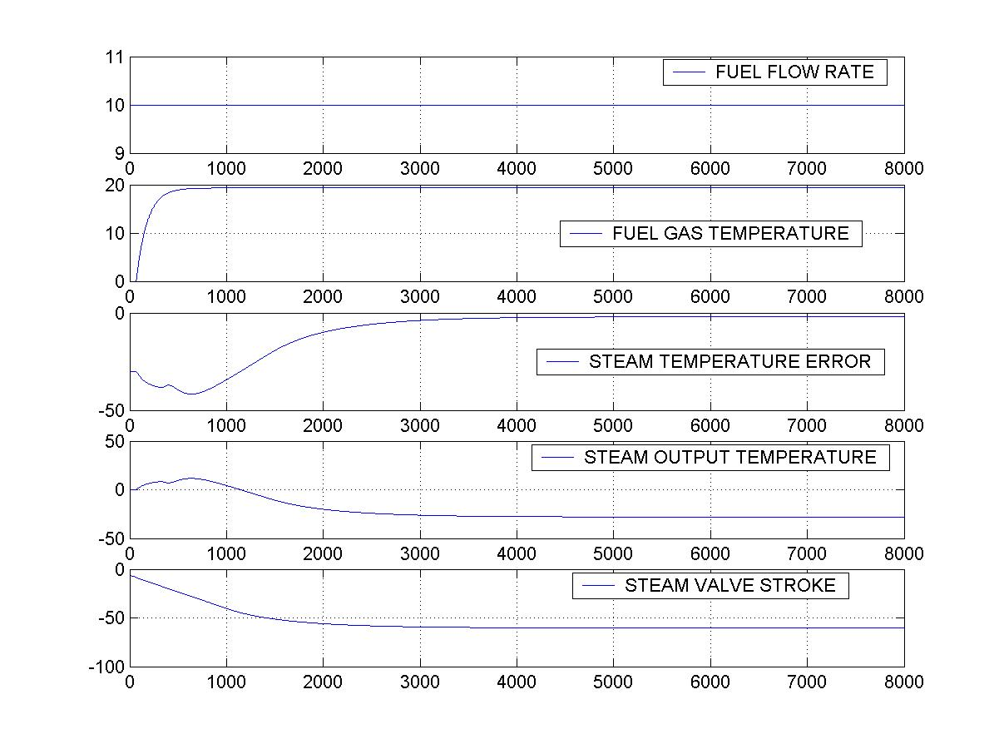 11
FUEL FLOW RATE
10
9
0 1000 2000 3000 4000 5000 6000 7000 8000
20
10 FUEL GAS TEMPERATURE
0
0 1000 2000 3000 4000 5000 6000 7000 8000
0
STEAM TEMPERATURE ERROR
-50
0 1000 2000 3000 4000 5000 6000 7000 8000
50
STEAM OUTPUT TEMPERATURE
0
-50
0 1000 2000 3000 4000 5000 6000 7000 8000
0
STEAM VALVE STROKE
-50
-100
0 1000 2000 3000 4000 5000 6000 7000 8000